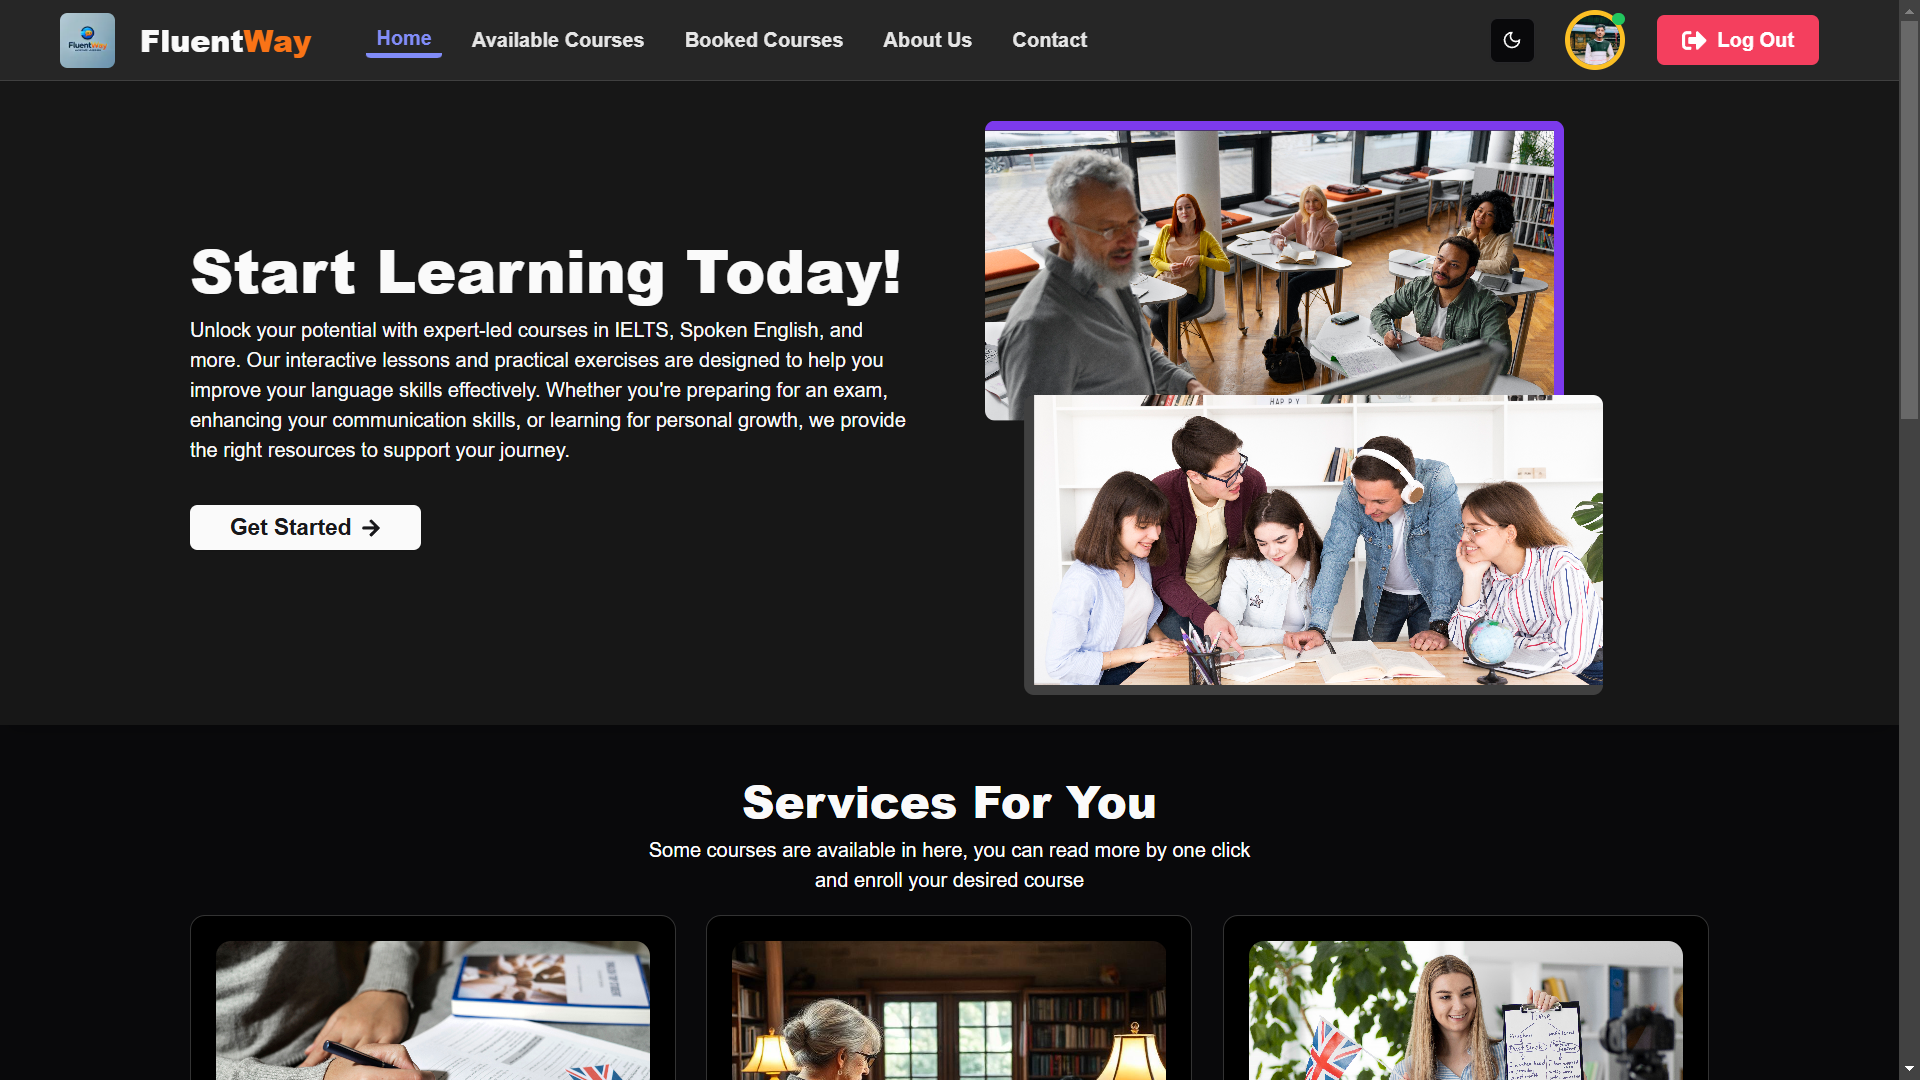 FluentWay
FluentWay
Home
Available Courses
Booked Courses
About Us
Contact
Log Out
Start Learning Today!
Unlock your potential with expert-led courses in IELTS, Spoken English, and
more. Our interactive lessons and practical exercises are designed to help you
improve your language skills effectively. Whether you're preparing for an exam,
enhancing your communication skills, or learning for personal growth, we provide
the right resources to support your journey.
Get Started
HAPPY
Services For You
Some courses are available in here, you can read more by one click
and enroll your desired course
Time